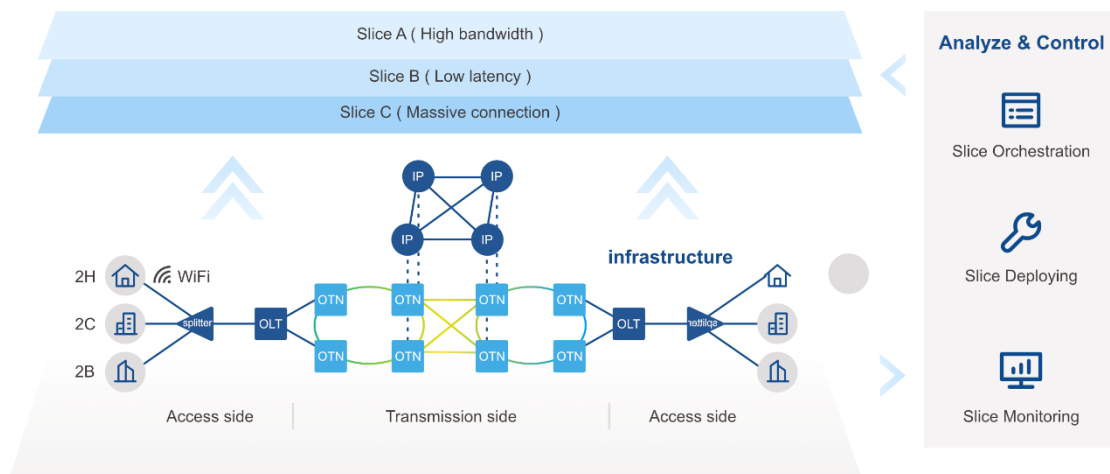 Slice A ( High bandwidth )
Slice B ( Low latency )
Slice C ( Massive connection )
Analyze & Control
Slice Orchestration
Slice Deploying
Slice Monitoring
IP
IP
IP
IP
infrastructure
2H
WiFi
2C
2B
splitter
OLT
OTN
OTN
OTN
OTN
OTN
OTN
OTN
OTN
OLT
splitter
Access side
Transmission side
Access side